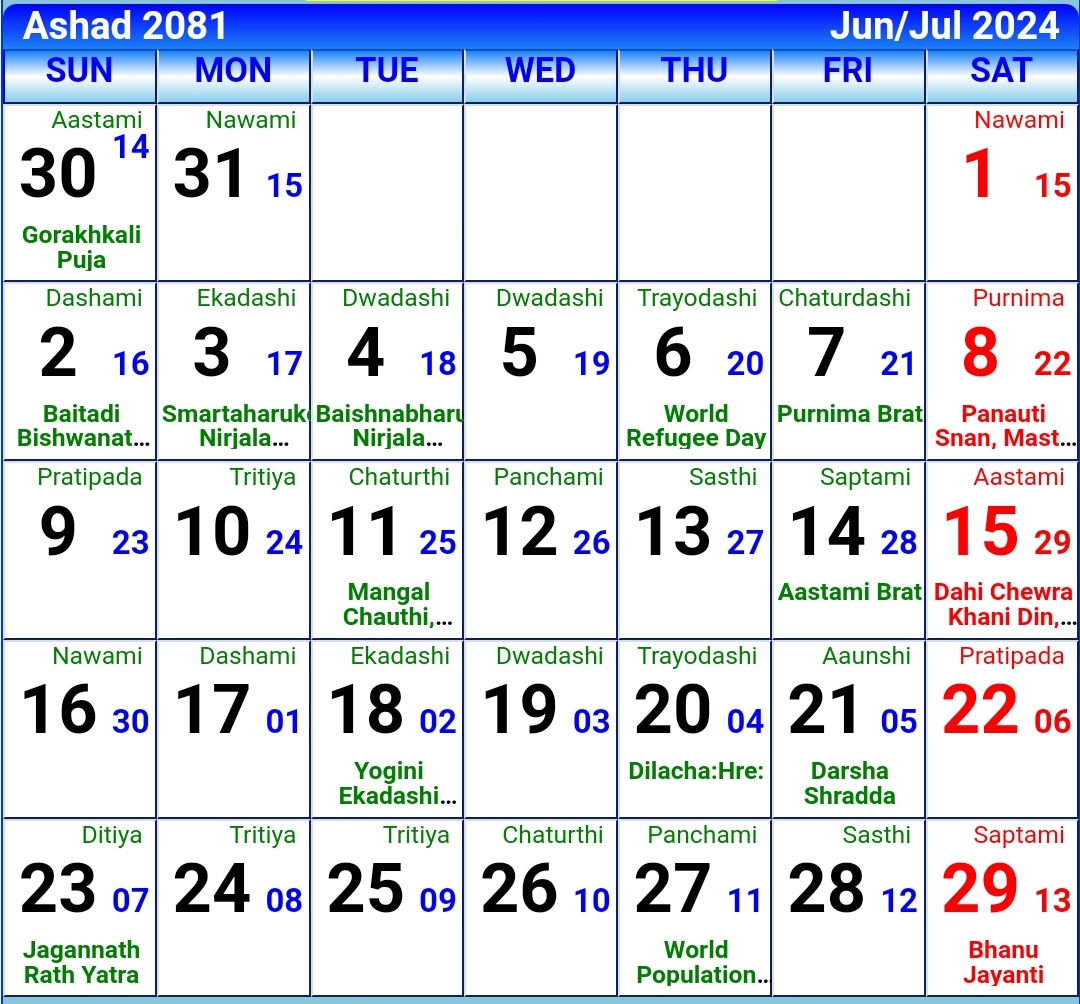 Ashad 2081 Jun/Jul 2024
SUN MON TUE WED THU FRI SAT
Aastami Nawami Nawami
30 14 31 15 1 15
Gorakhkali
Puja
Dashami Ekadashi Dwadashi Dwadashi Trayodashi Chaturdashi Purnima
2 16 3 17 4 18 5 19 6 20 7 21 8 22
Baitadi Smartaharuk Baishnabharu World Purnima Brat Panauti
Bishwanat... Nirjala... Nirjala... Refugee Day Snan, Mast...
Pratipada Tritiya Chaturthi Panchami Sasthi Saptami Aastami
9 23 10 24 11 25 12 26 13 27 14 28 15 29
Mangal Aastami Brat Dahi Chewra
Chauthi,... Khani Din,...
Nawami Dashami Ekadashi Dwadashi Trayodashi Aaunshi Pratipada
16 30 17 01 18 02 19 03 20 04 21 05 22 06
Yogini Dilacha:Hre: Darsha
Ekadashi... Shradda
Ditiya Tritiya Tritiya Chaturthi Panchami Sasthi Saptami
23 07 24 08 25 09 26 10 27 11 28 12 29 13
Jagannath World Bhanu
Rath Yatra Population... Jayanti